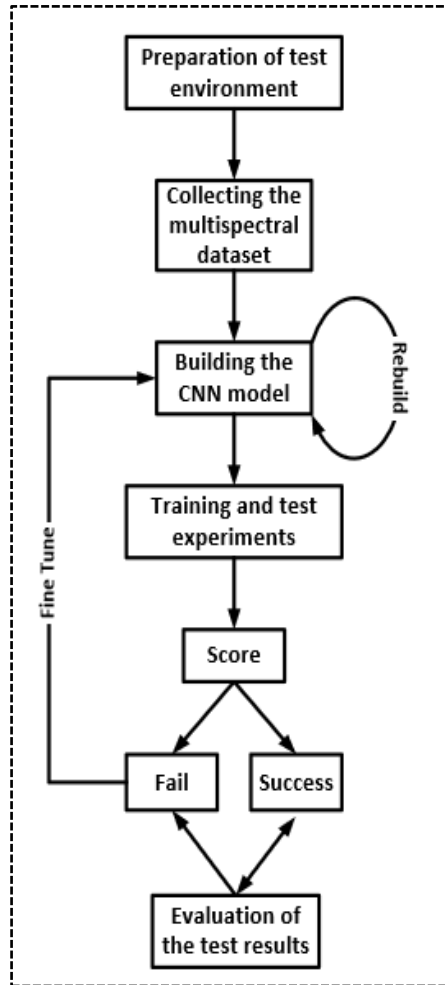 Preparation of test
environment
Collecting the
multispectral
dataset
Building the
CNN model
Rebuild
Training and test
experiments
Fine Tune
Score
Fail
Success
Evaluation of
the test results